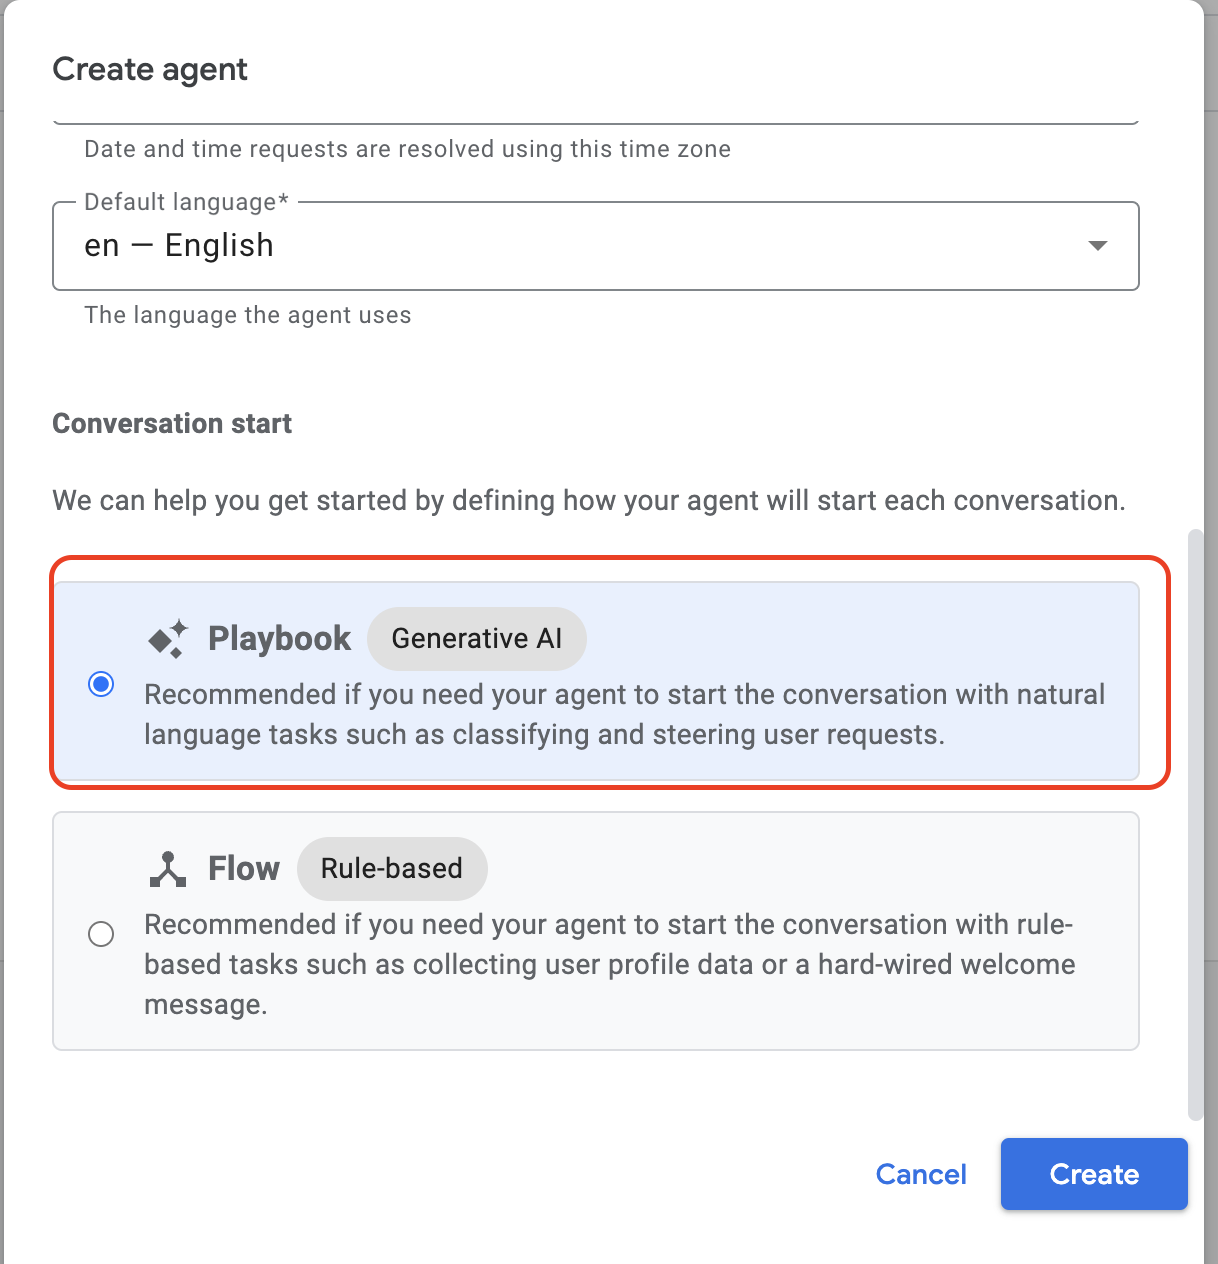 Create agent
Date and time requests are resolved using this time zone
Default language*
en — English
The language the agent uses
Conversation start
We can help you get started by defining how your agent will start each conversation.
Playbook Generative AI
Recommended if you need your agent to start the conversation with natural
language tasks such as classifying and steering user requests.
Flow Rule-based
Recommended if you need your agent to start the conversation with rule-
based tasks such as collecting user profile data or a hard-wired welcome
message.
Cancel Create